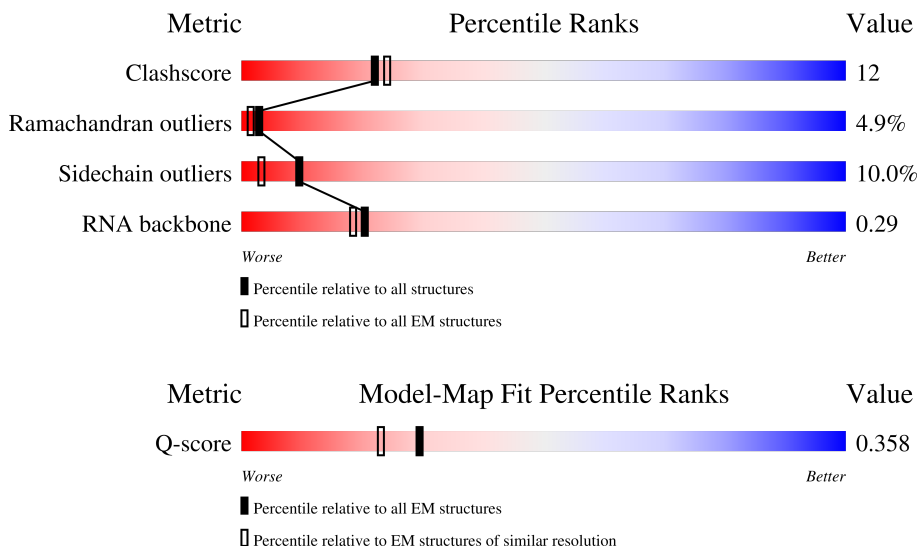 Metric Percentile Ranks Value
Clashscore 12
Ramachandran outliers 4.9%
Sidechain outliers 10.0%
RNA backbone 0.29
Worse Better
Percentile relative to all structures
Percentile relative to all EM structures
Metric Model-Map Fit Percentile Ranks Value
Q-score 0.358
Worse Better
Percentile relative to all EM structures
Percentile relative to EM structures of similar resolution